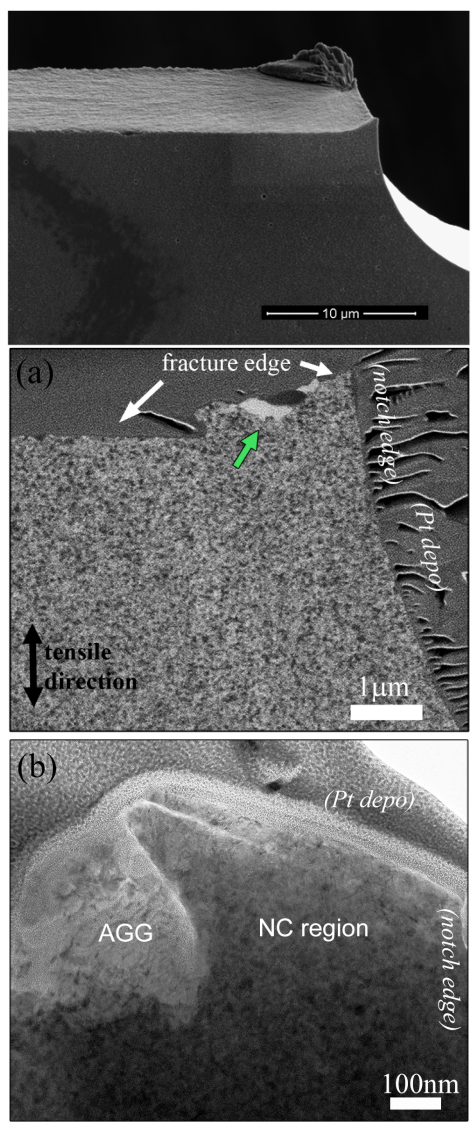 10 µm
(a)
fracture edge
(notch edge)
(Pt depo)
tensile
direction
1µm
(b)
(Pt depo)
AGG
NC region
(notch edge)
100nm